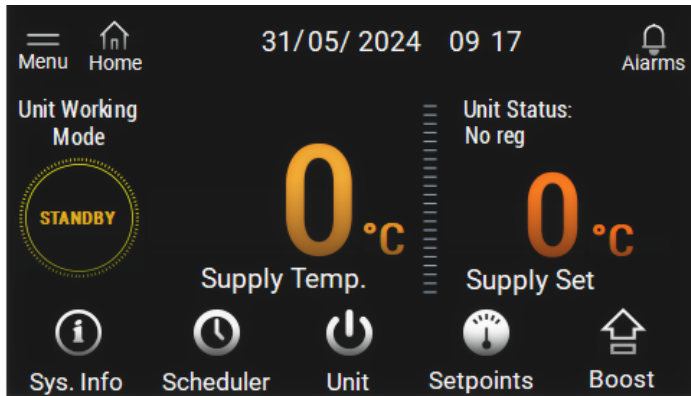 31/05/2024 09 17
Menu Home Alarms
Unit Working
Mode
Unit Status:
No reg
STANDBY
0 °C
0 °C
Supply Temp.
Supply Set
Sys. Info Scheduler Unit Setpoints Boost